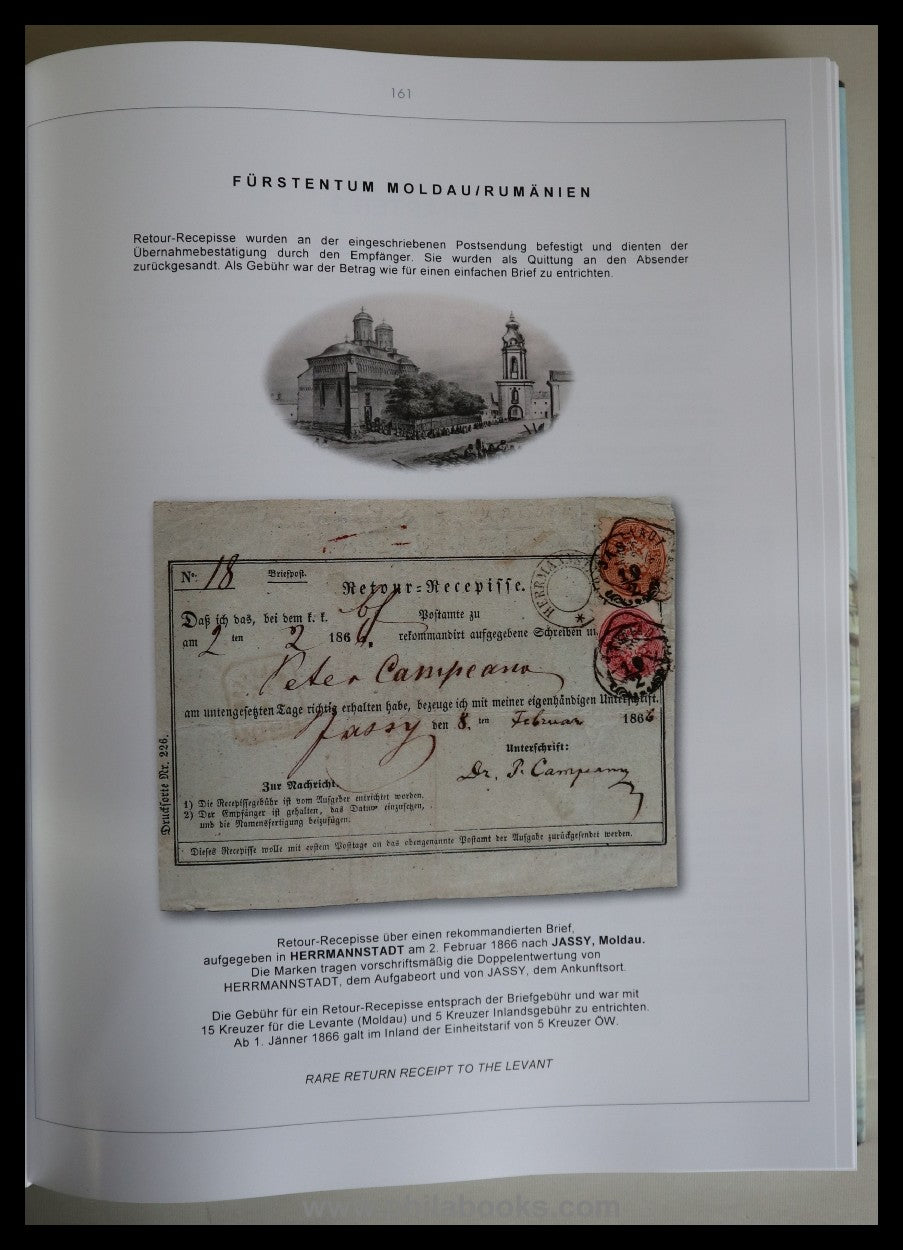 161
FÜRSTENTUM MOLDAU/RUMÄNIEN
Retour-Recepisse wurden an der eingeschriebenen Postsendung befestigt und dienten der
Übernahmebestätigung durch den Empfänger. Sie wurden als Quittung an den Absender
zurückgesandt. Als Gebühr war der Betrag wie für einen einfachen Brief zu entrichten.
No. 18 Briefpost.
Retour-Recepisse.
Daß ich das, bei dem k. k. Postamte zu
am 2 ten 2 1866. rekommandirt aufgegebene Schreiben an
Peter Campeano
am untengesetzten Tage richtig erhalten habe, bezeuge ich mit meiner eigenhändigen Unterschrift.
Jassy den 8. ten Februar 1866
Unterschrift:
Dr. P. Campeano
Zur Nachricht.
1) Die Recepissegebühr ist vom Aufgeber entrichtet worden.
2) Der Empfänger ist gehalten, das Datum einzusetzen,
und die Namensfertigung beizufügen.
Dieses Recepisse wolle mit erstem Posttage an das obengenannte Postamt der Aufgabe zurückgesendet werden.
Drucksorte Nr. 226.
Retour-Recepisse über einen rekommandierten Brief,
aufgegeben in HERRMANNSTADT am 2. Februar 1866 nach JASSY, Moldau.
Die Marken tragen vorschriftsmäßig die Doppelentwertung von
HERRMANNSTADT, dem Aufgabeort und von JASSY, dem Ankunftsort.
Die Gebühr für ein Retour-Recepisse entsprach der Briefgebühr und war mit
15 Kreuzer für die Levante (Moldau) und 5 Kreuzer Inlandsgebühr zu entrichten.
Ab 1. Jänner 1866 galt im Inland der Einheitstarif von 5 Kreuzer ÖW.
RARE RETURN RECEIPT TO THE LEVANT
www.philabooks.com